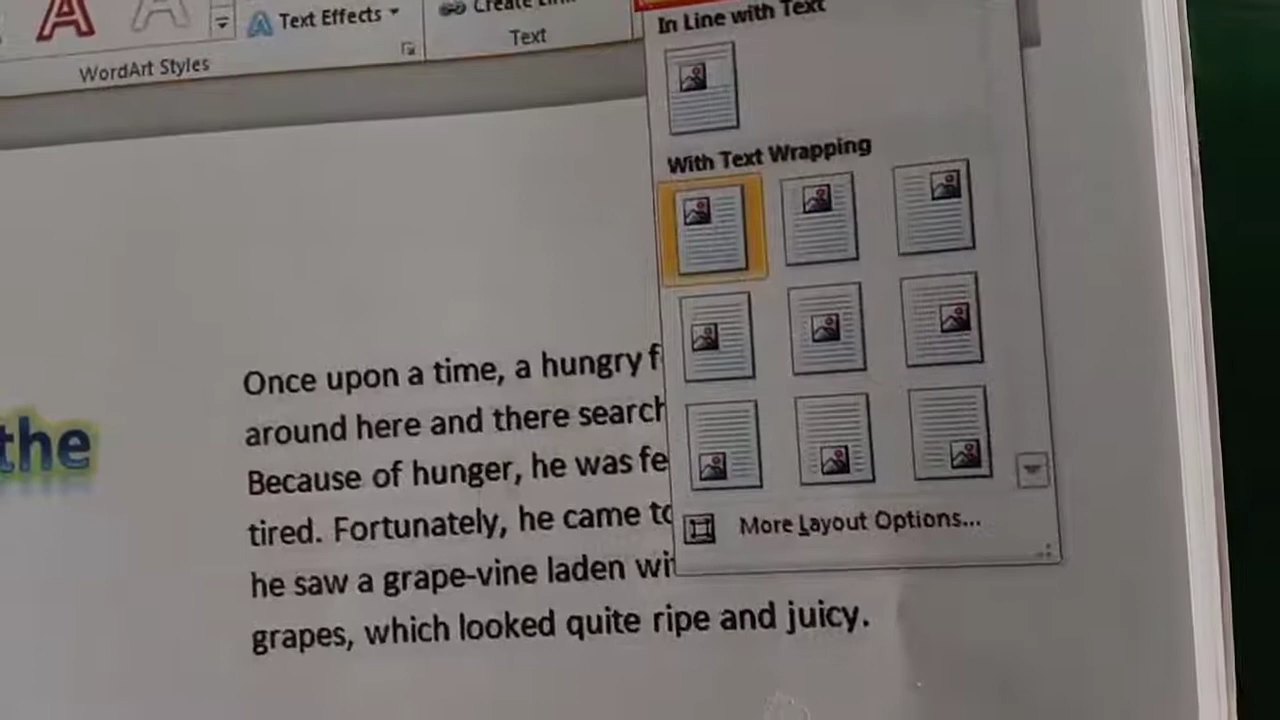 Text Effects
Create Link
WordArt Styles
Text
In Line with Text
With Text Wrapping
More Layout Options...
the
Once upon a time, a hungry f
around here and there search
Because of hunger, he was fe
tired. Fortunately, he came to
he saw a grape-vine laden wi
grapes, which looked quite ripe and juicy.